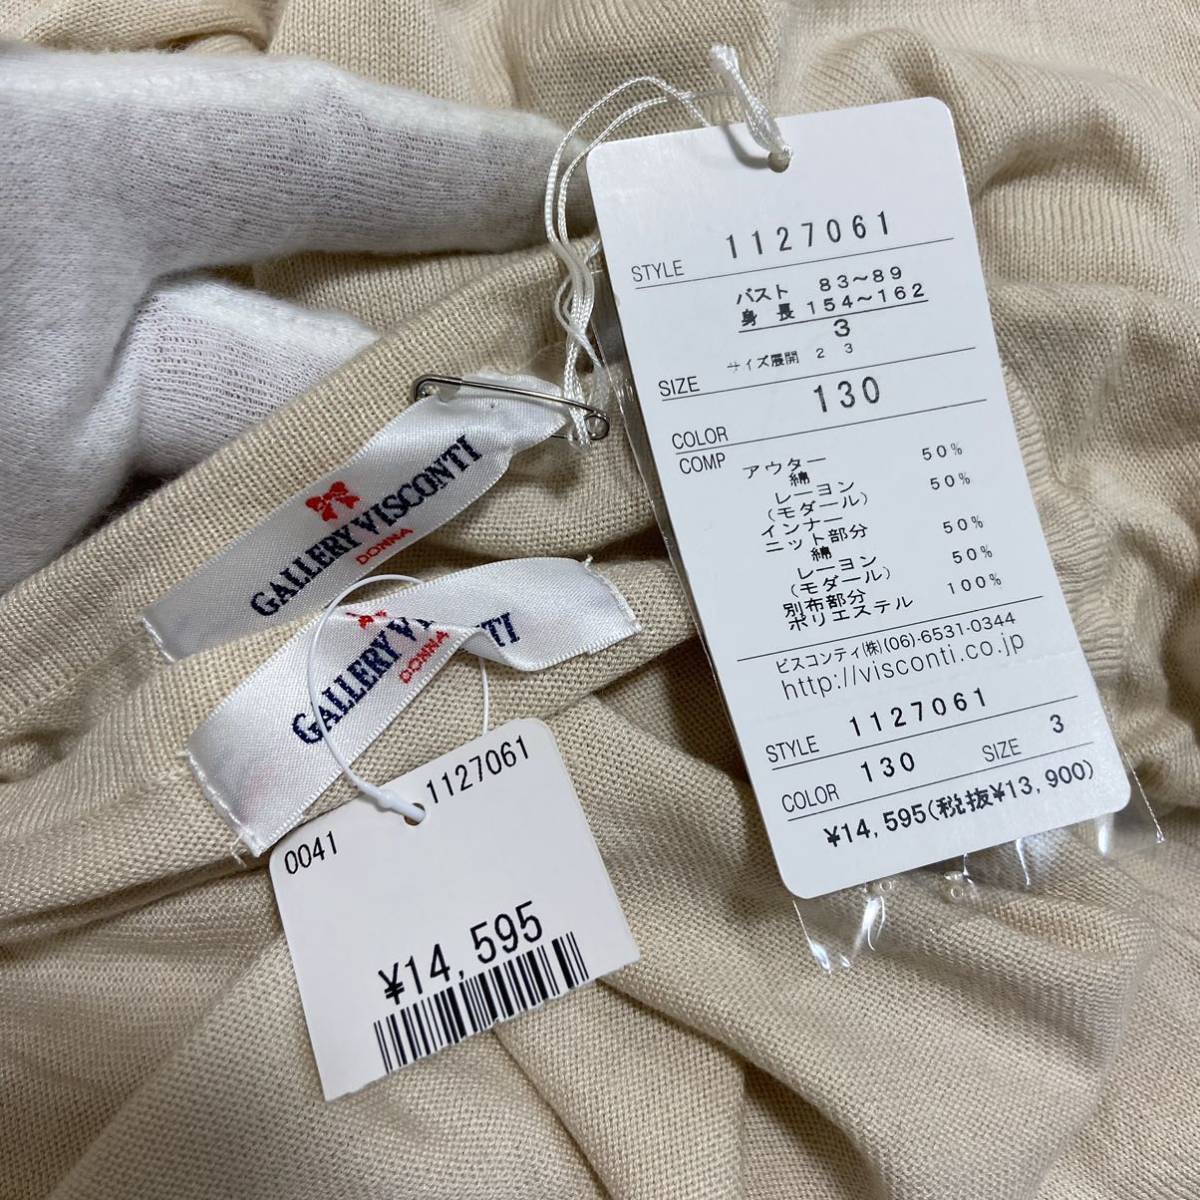 STYLE 1127061
バスト 83～89
身 長 154～162
3
サイズ展開 2 3
SIZE
130
COLOR
COMP アウター
綿 50%
レーヨン 50%
(モダール)
インナー
ニット部分
綿 50%
レーヨン 50%
(モダール)
別布部分
ポリエステル 100%
ビスコンティ(株)(06)-6531-0344
http://visconti.co.jp
STYLE 1127061
COLOR 130 SIZE 3
¥14,595(税抜¥13,900)
GALLERY VISCONTI
DONNA
GALLERY VISCONTI
DONNA
1127061
0041
¥14,595